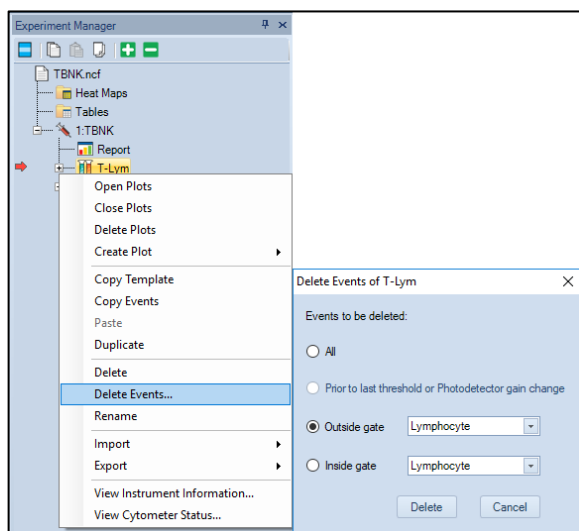 Experiment Manager
TBNK.ncf
Heat Maps
Tables
1:TBNK
Report
T-Lym
Open Plots
Close Plots
Delete Plots
Create Plot
Copy Template
Copy Events
Paste
Duplicate
Delete
Delete Events...
Rename
Import
Export
View Instrument Information...
View Cytometer Status...
Delete Events of T-Lym
Events to be deleted:
All
Prior to last threshold or Photodetector gain change
Outside gate Lymphocyte
Inside gate Lymphocyte
Delete Cancel